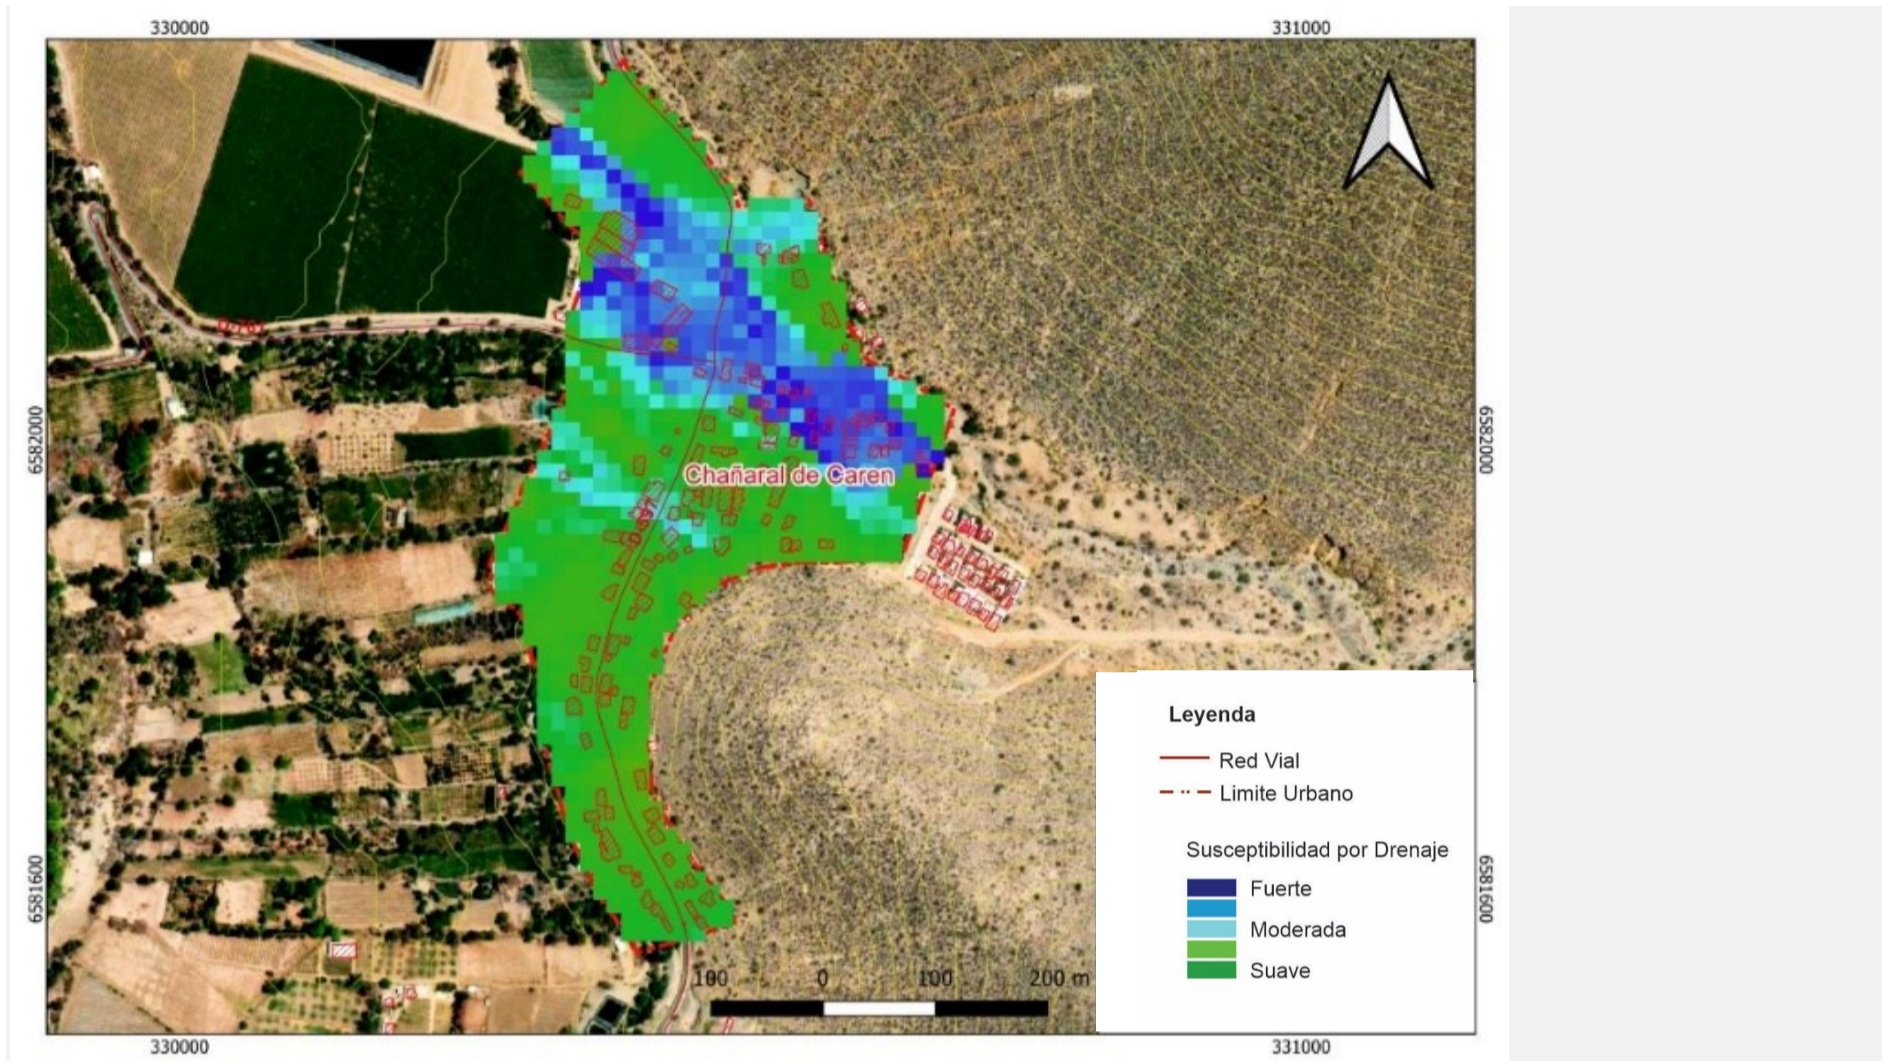 330000
331000
D-761
6582000
6582000
Chañaral de Caren
6581600
6581600
Leyenda
Red Vial
Limite Urbano
Susceptibilidad por Drenaje
Fuerte
Moderada
Suave
100 0 100 200 m
330000
331000